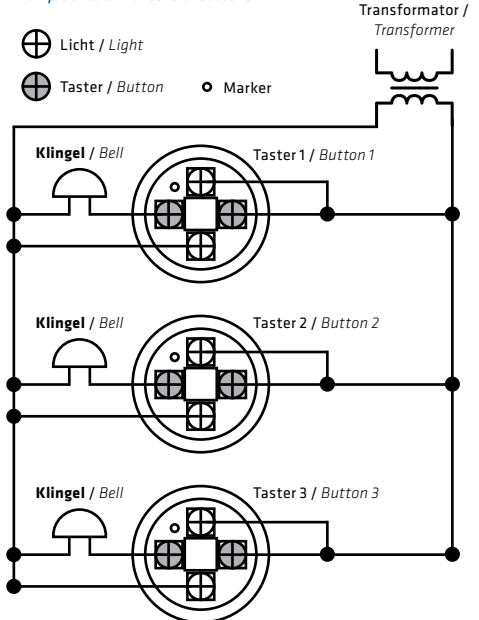 Transformator /
Transformer
Licht / Light
Taster / Button
Marker
Klingel / Bell
Taster 1 / Button 1
Klingel / Bell
Taster 2 / Button 2
Klingel / Bell
Taster 3 / Button 3